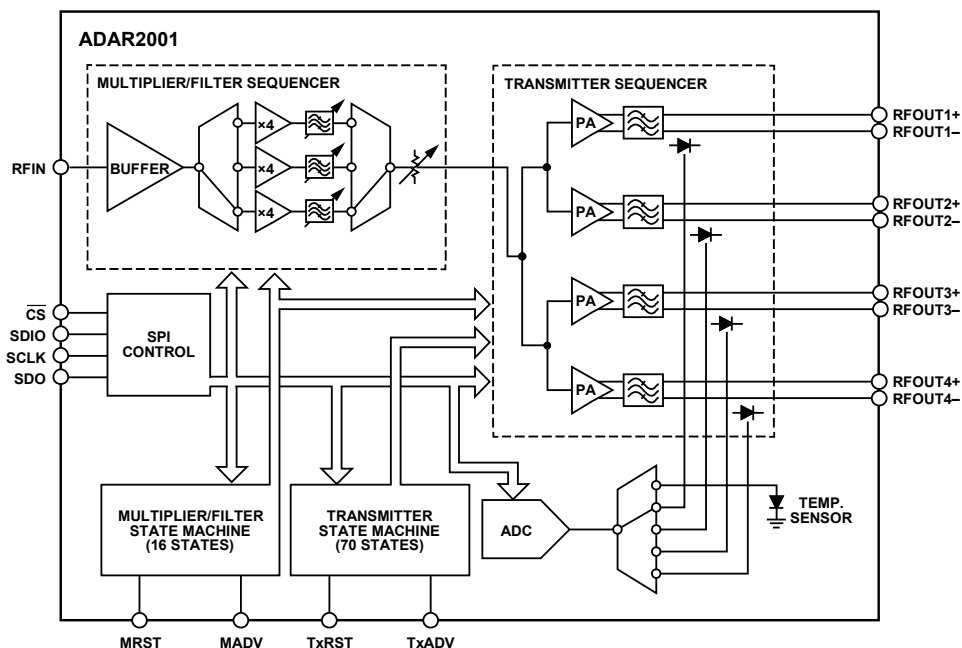 ADAR2001
MULTIPLIER/FILTER SEQUENCER
TRANSMITTER SEQUENCER
RFIN
BUFFER
×4
×4
×4
PA
PA
PA
PA
RFOUT1+
RFOUT1–
RFOUT2+
RFOUT2–
RFOUT3+
RFOUT3–
RFOUT4+
RFOUT4–
CS
SDIO
SCLK
SDO
SPI
CONTROL
MULTIPLIER/FILTER
STATE MACHINE
(16 STATES)
TRANSMITTER
STATE MACHINE
(70 STATES)
ADC
TEMP.
SENSOR
MRST
MADV
TxRST
TxADV